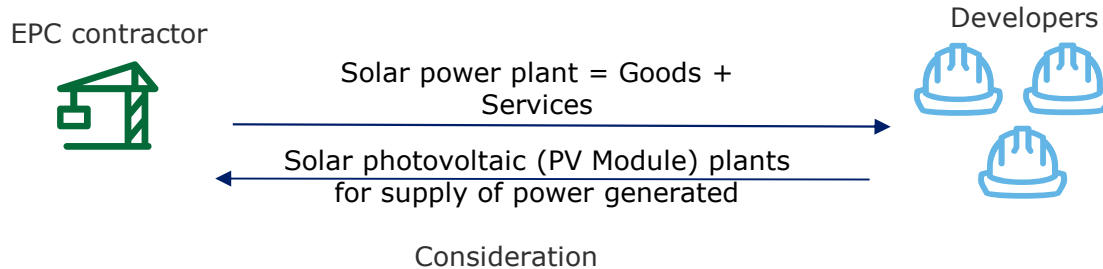 Developers
EPC contractor
Solar power plant = Goods +
Services
Solar photovoltaic (PV Module) plants
for supply of power generated
Consideration